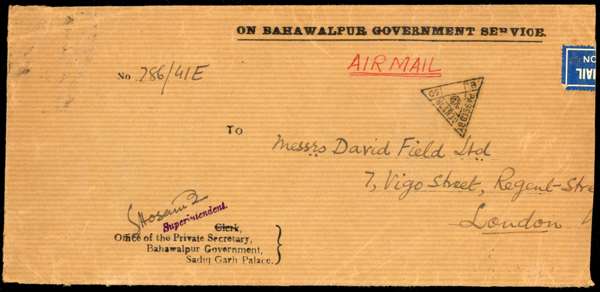 ON BAHAWALPUR GOVERNMENT SERVICE.
AIR MAIL
No. 786/41E
To
Messrs David Field Ltd
7, Vigo Street, Regent-Stre
London
Superintendent.
Clerk,
Office of the Private Secretary,
Bahawalpur Government,
Sadiq Garh Palace.